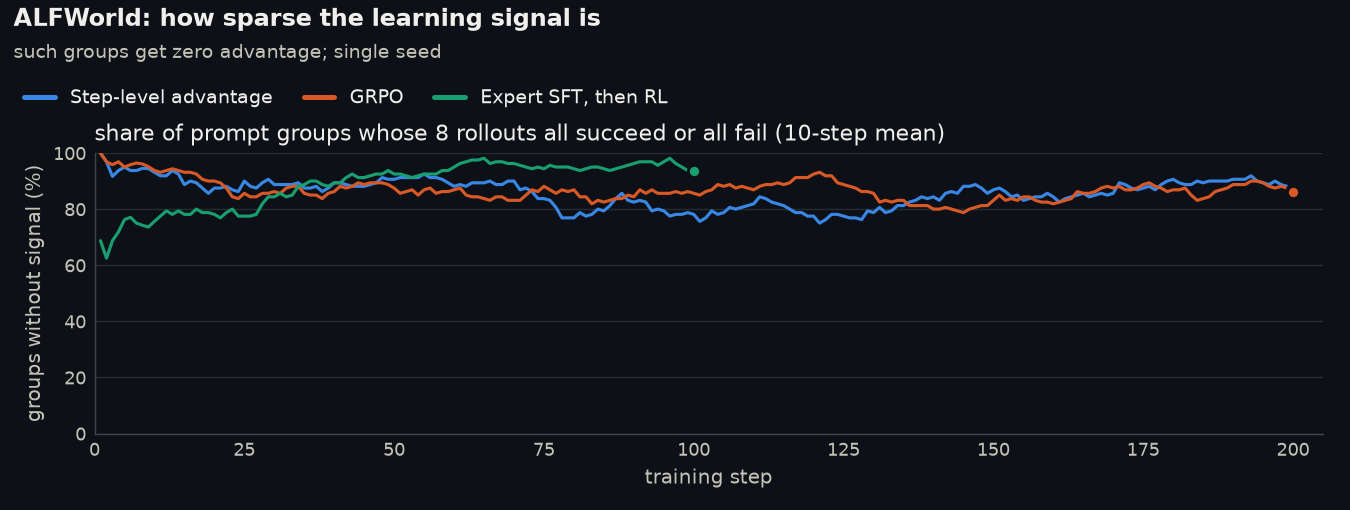 ALFWorld: how sparse the learning signal is
such groups get zero advantage; single seed
Step-level advantage GRPO Expert SFT, then RL
share of prompt groups whose 8 rollouts all succeed or all fail (10-step mean)
groups without signal (%)
100
80
60
40
20
0
0 25 50 75 100 125 150 175 200
training step